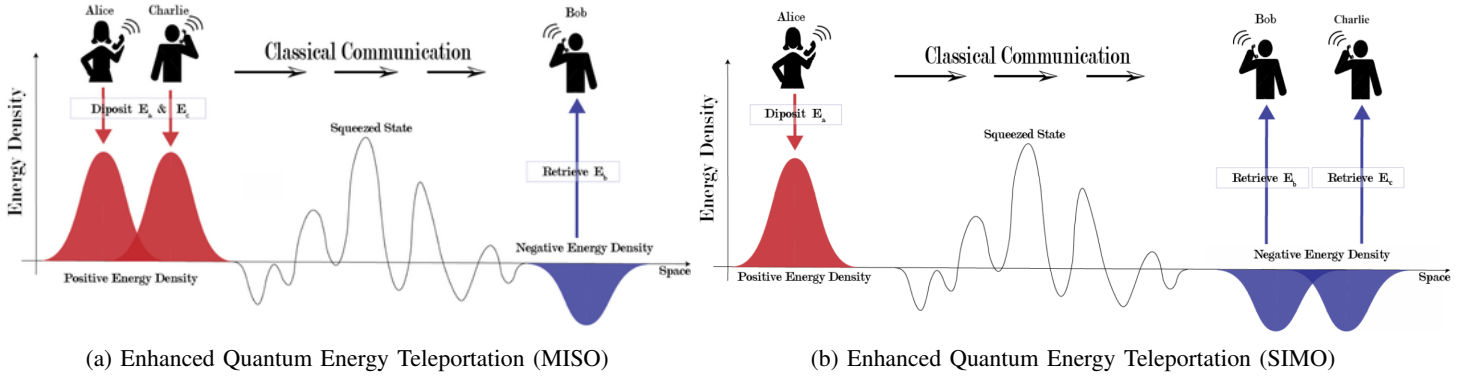 Alice
Charlie
Bob
Classical Communication
Diposit E_a & E_c
Energy Density
Squeezed State
Retrieve E_b
Negative Energy Density
Positive Energy Density
Space
(a) Enhanced Quantum Energy Teleportation (MISO)
Alice
Bob
Charlie
Classical Communication
Diposit E_a
Energy Density
Squeezed State
Retrieve E_b
Retrieve E_c
Negative Energy Density
Positive Energy Density
Space
(b) Enhanced Quantum Energy Teleportation (SIMO)